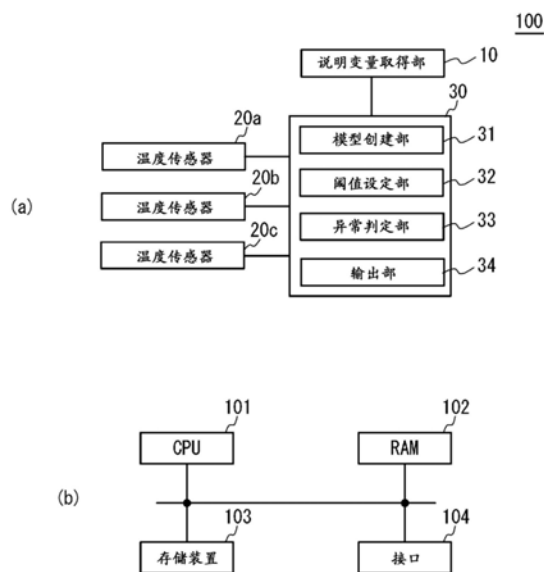 100
说明变量取得部
10
30
20a
温度传感器
模型创建部
31
20b
(a)
温度传感器
阈值设定部
32
20c
温度传感器
异常判定部
33
输出部
34
101
102
CPU
RAM
(b)
103
104
存储装置
接口